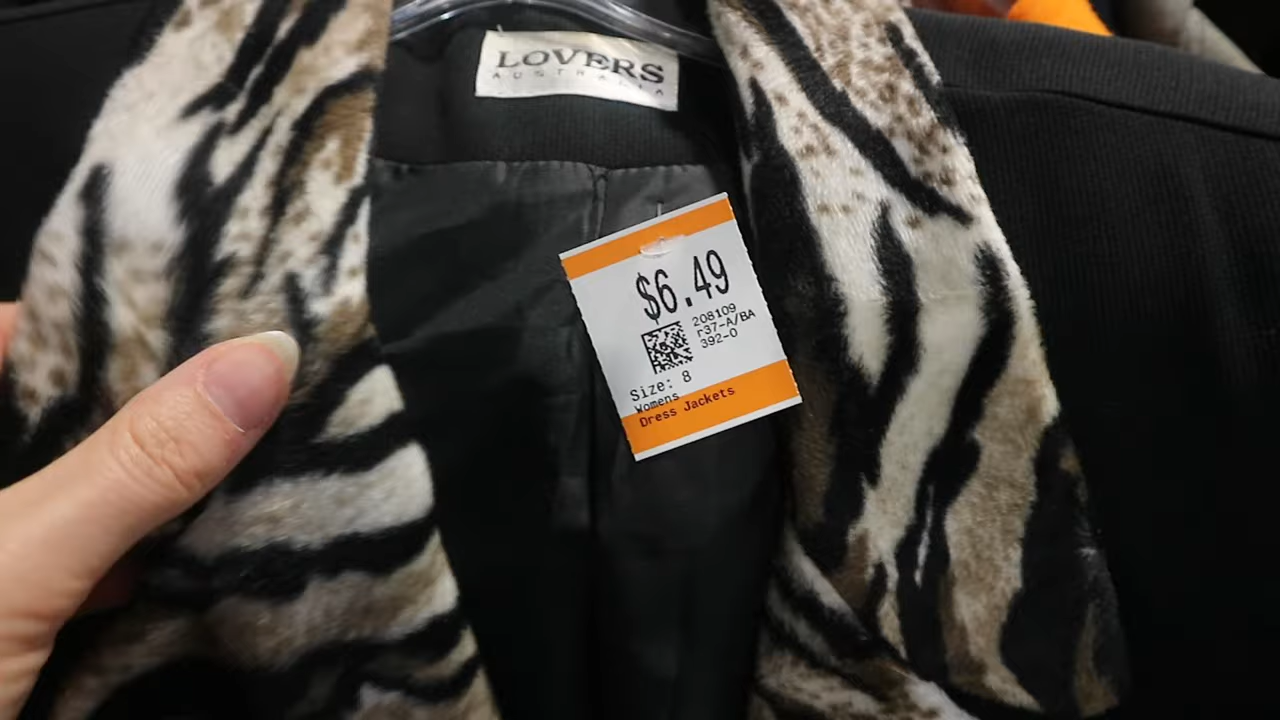 LOVERS
AUSTRALIA
$6.49
208109
r37-A/BA
392-0
Size: 8
Womens
Dress Jackets